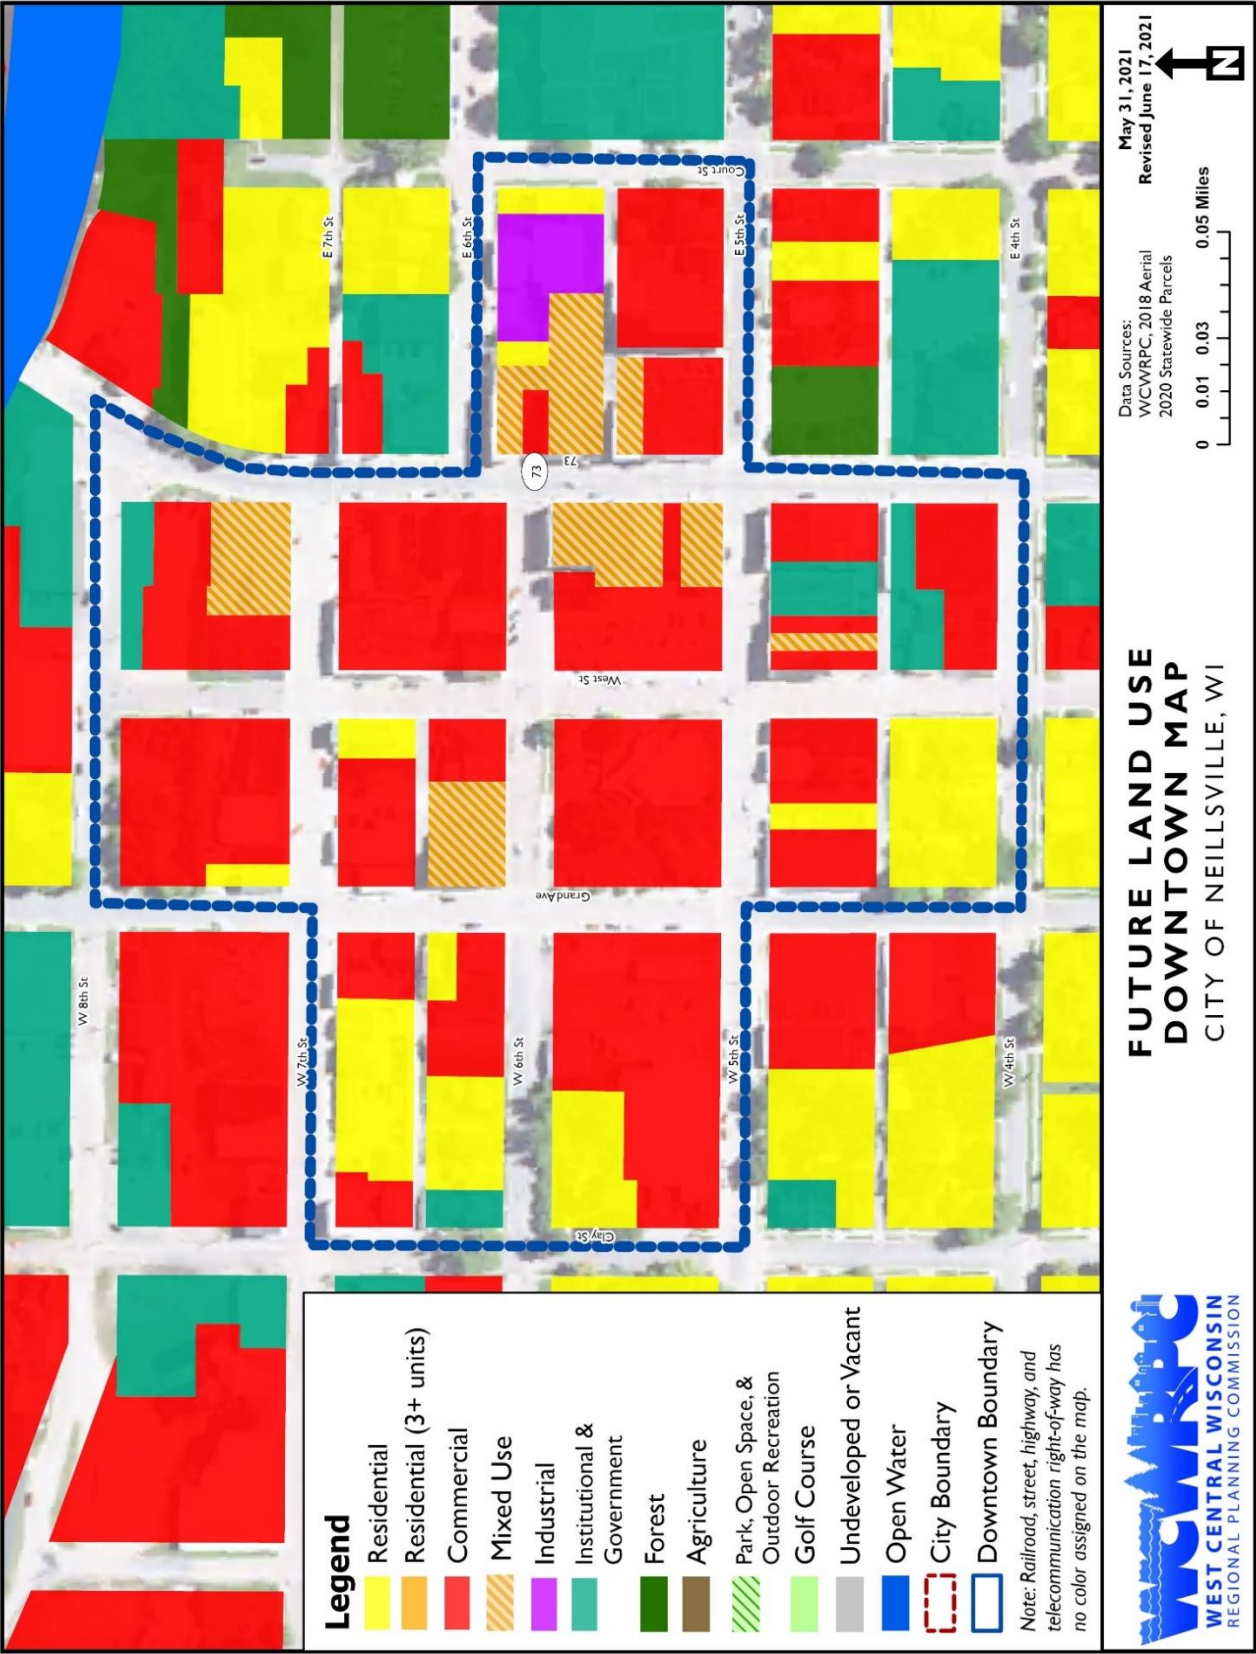 Legend
Residential
Residential (3+ units)
Commercial
Mixed Use
Industrial
Institutional &
Government
Forest
Agriculture
Park, Open Space, &
Outdoor Recreation
Golf Course
Undeveloped or Vacant
Open Water
City Boundary
Downtown Boundary
Note: Railroad, street, highway, and
telecommunication right-of-way has
no color assigned on the map.
W 8th St
W 7th St
W 6th St
W 5th St
W 4th St
Clay St
Grand Ave
West St
73
73
E 7th St
E 6th St
E 5th St
E 4th St
Court St
WCWRPC
WEST CENTRAL WISCONSIN
REGIONAL PLANNING COMMISSION
FUTURE LAND USE
DOWNTOWN MAP
CITY OF NEILLSVILLE, WI
Data Sources:
WCWRPC, 2018 Aerial
2020 Statewide Parcels
0 0.01 0.03 0.05 Miles
May 31, 2021
Revised June 17, 2021
N